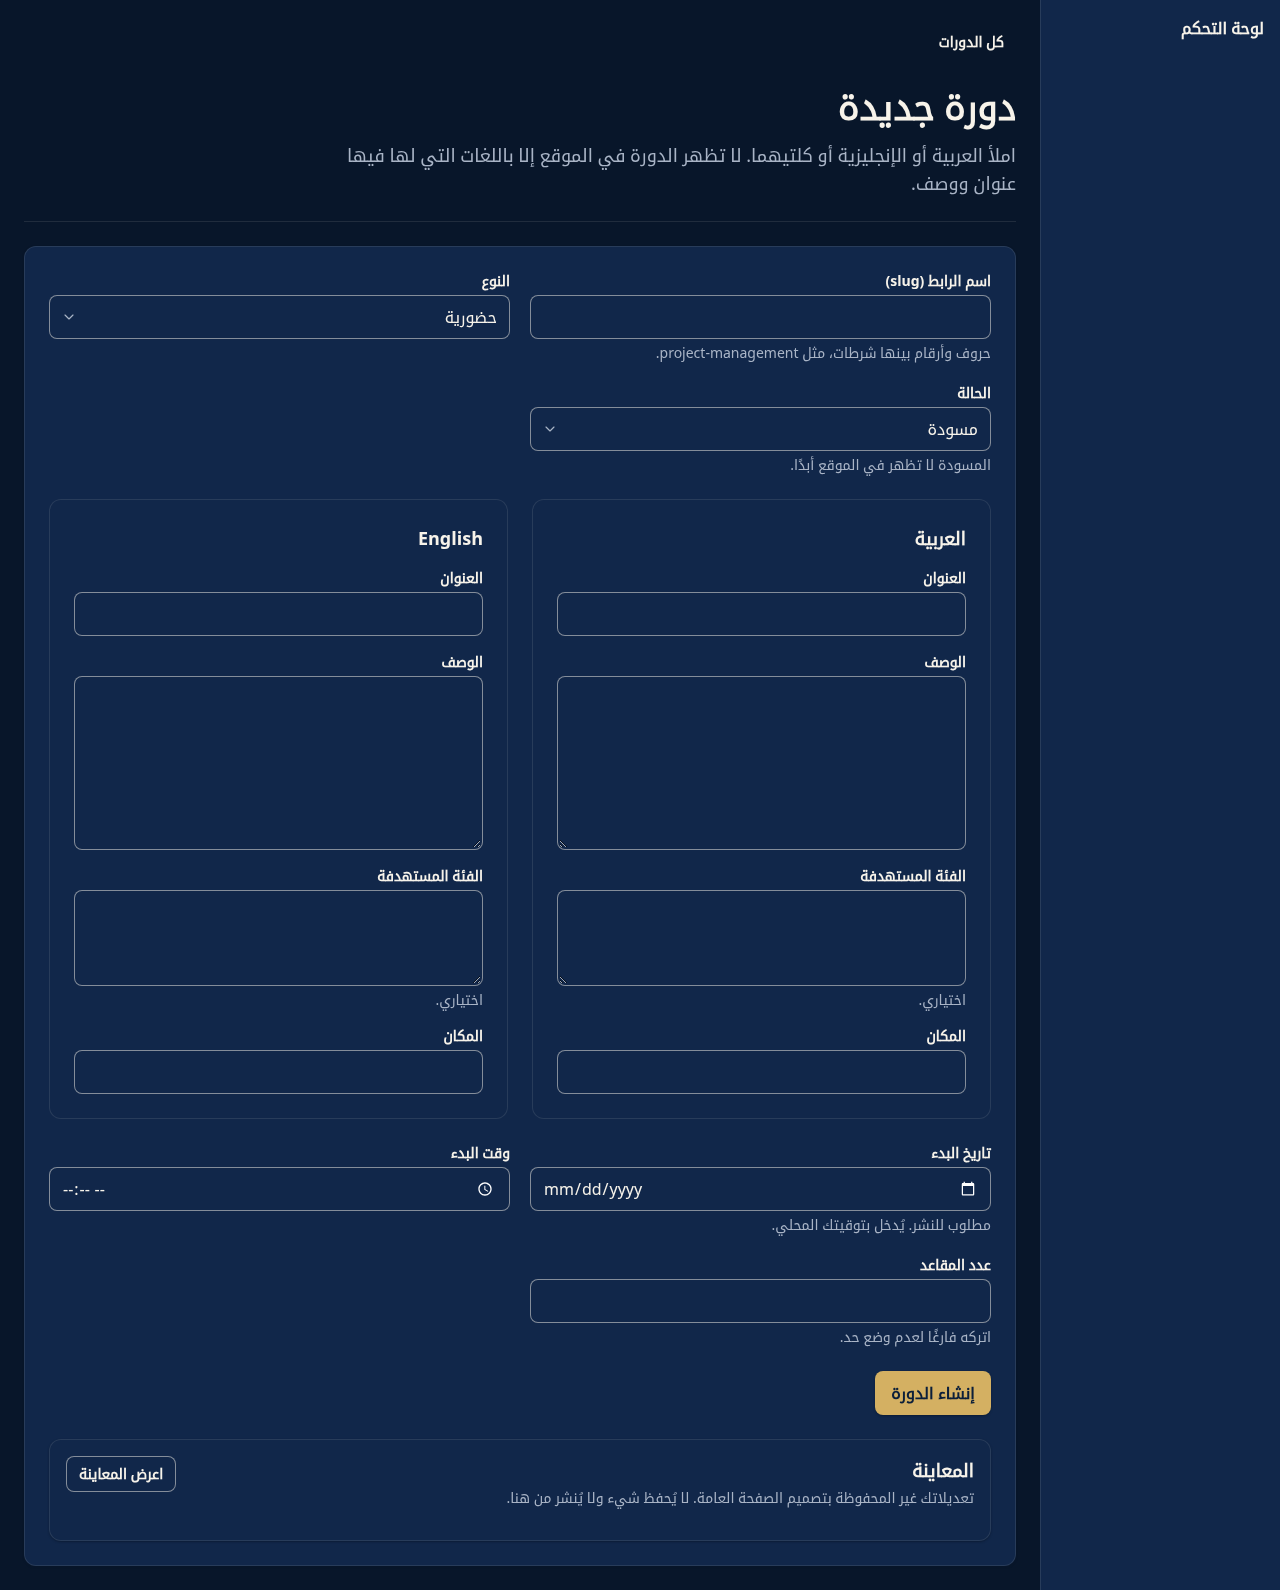 لوحة التحكم
كل الدورات
دورة جديدة
املأ العربية أو الإنجليزية أو كلتيهما. لا تظهر الدورة في الموقع إلا باللغات التي لها فيها
عنوان ووصف.
اسم الرابط (slug)
حروف وأرقام بينها شرطات، مثل project-management.
النوع
حضورية
الحالة
مسودة
المسودة لا تظهر في الموقع أبدًا.
العربية
العنوان
الوصف
الفئة المستهدفة
اختياري.
المكان
English
العنوان
الوصف
الفئة المستهدفة
اختياري.
المكان
تاريخ البدء
mm/dd/yyyy
مطلوب للنشر. يُدخل بتوقيتك المحلي.
وقت البدء
--:-- --
عدد المقاعد
اتركه فارغًا لعدم وضع حد.
إنشاء الدورة
المعاينة
تعديلاتك غير المحفوظة بتصميم الصفحة العامة. لا يُحفظ شيء ولا يُنشر من هنا.
اعرض المعاينة